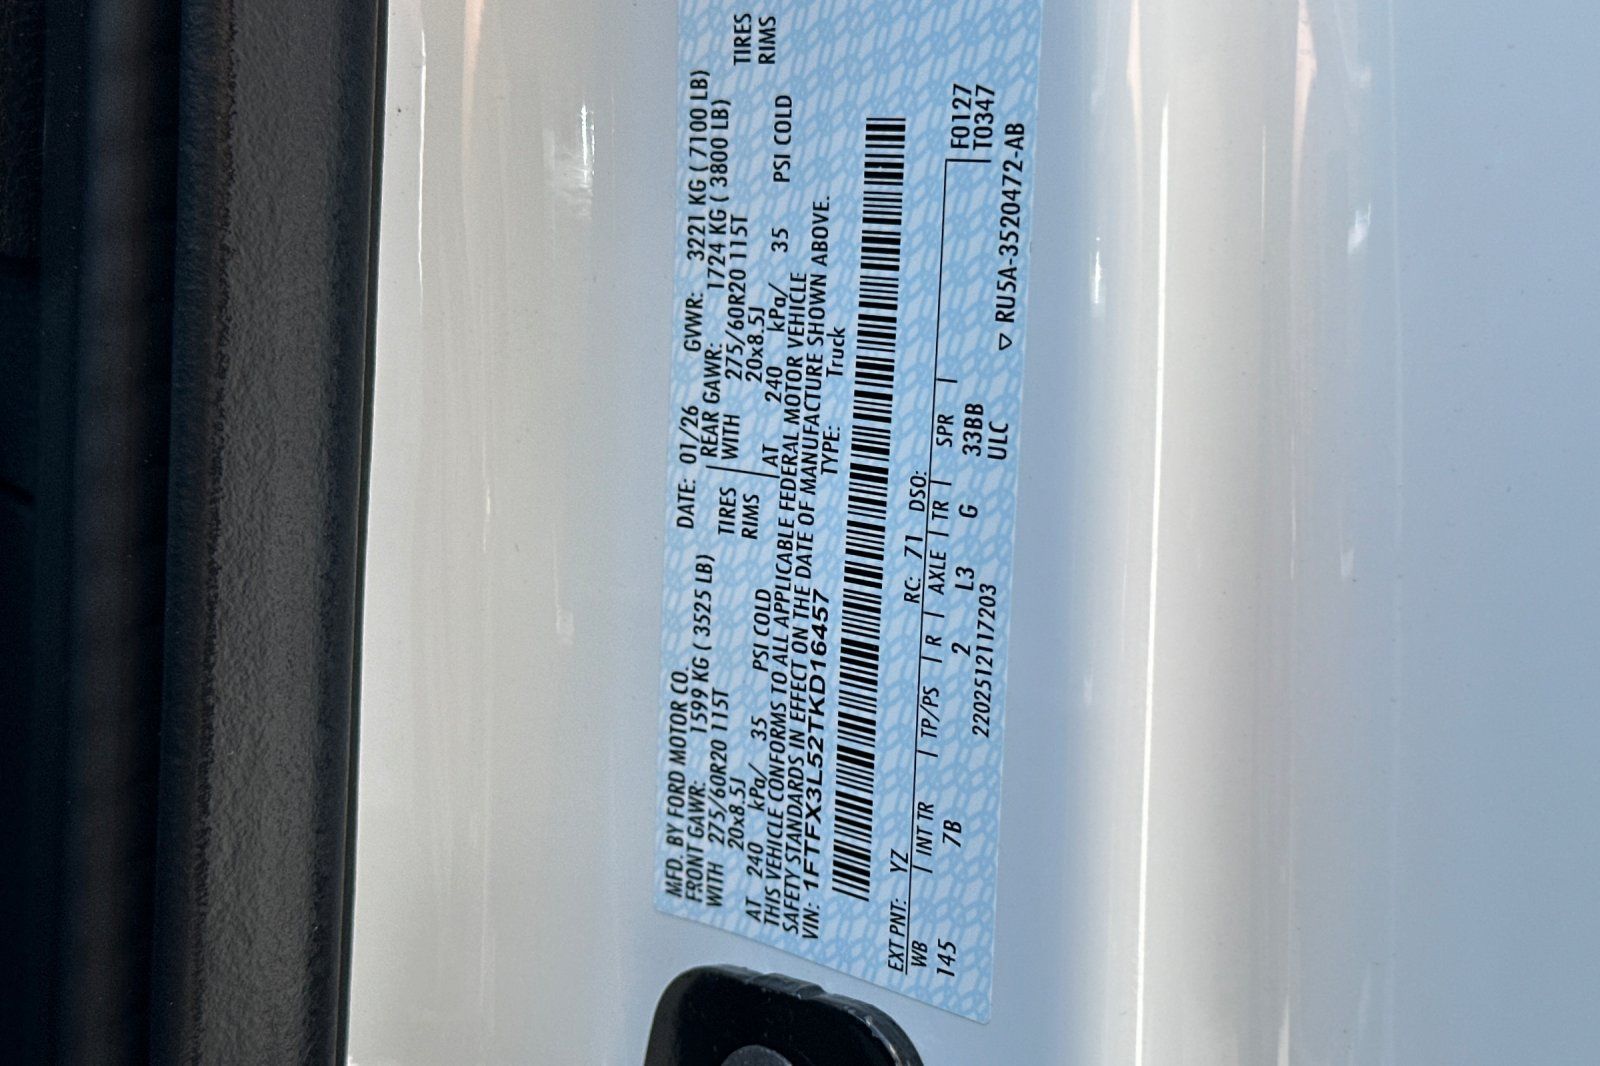 MFD. BY FORD MOTOR CO. DATE: 01/26 GVWR: 3221 KG ( 7100 LB)
FRONT GAWR: 1599 KG ( 3525 LB) REAR GAWR: 1724 KG ( 3800 LB)
WITH 275/60R20 115T TIRES WITH 275/60R20 115T TIRES
20x8.5J RIMS 20x8.5J RIMS
AT 240 kPa/ 35 PSI COLD AT 240 kPa/ 35 PSI COLD
THIS VEHICLE CONFORMS TO ALL APPLICABLE FEDERAL MOTOR VEHICLE
SAFETY STANDARDS IN EFFECT ON THE DATE OF MANUFACTURE SHOWN ABOVE.
VIN: 1FTFX3L52TKD16457 TYPE: Truck
EXT PNT: YZ RC: 71 DSO:
WB INT TR TP/PS R AXLE TR SPR F0127
145 7B 2 L3 G 33BB T0347
2202512117203 ULC ▽ RU5A-3520472-AB